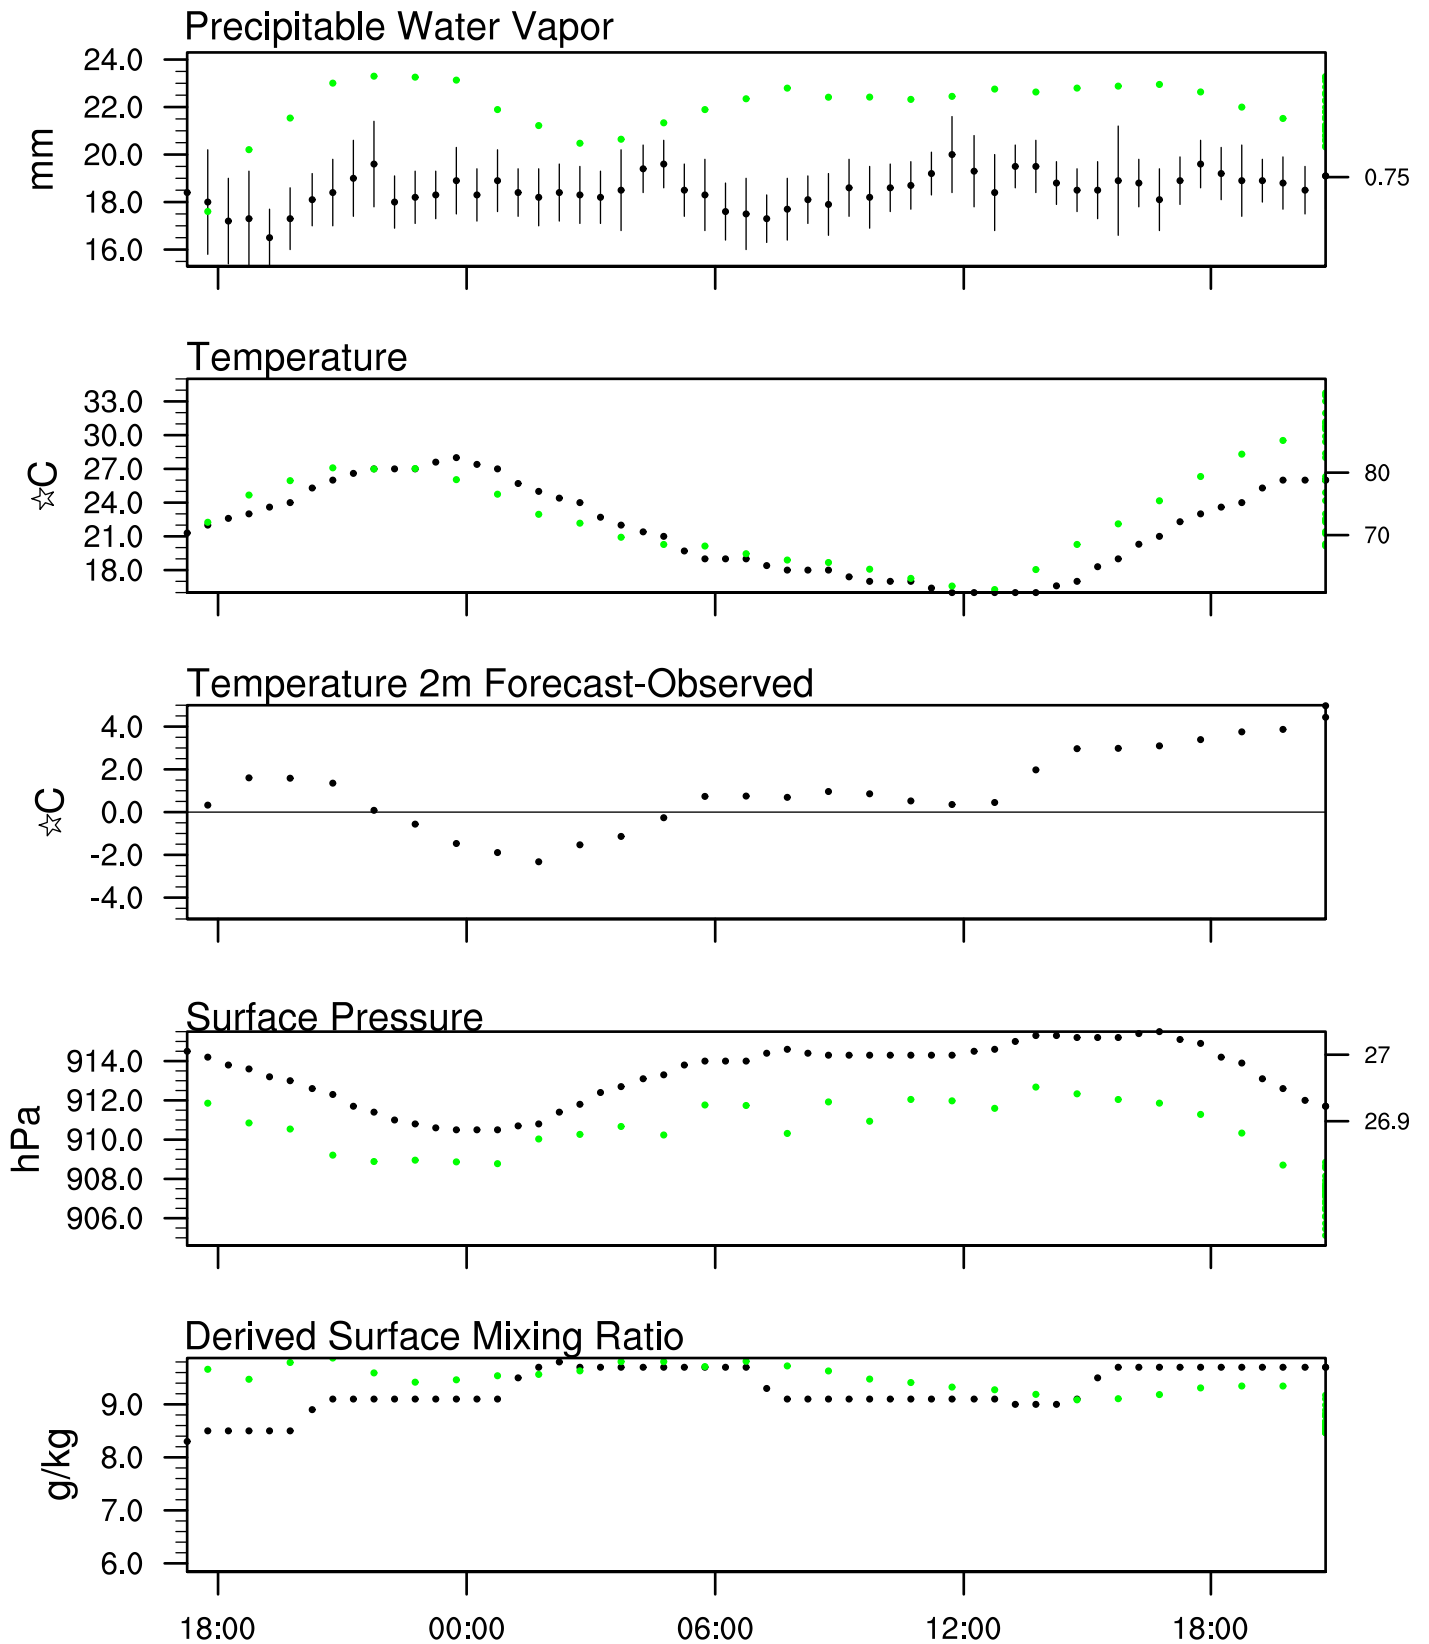 Precipitable Water Vapor
24.0
22.0
20.0
18.0
16.0
mm
0.75
Temperature
33.0
30.0
27.0
24.0
21.0
18.0
☆C
80
70
Temperature 2m Forecast-Observed
4.0
2.0
0.0
-2.0
-4.0
☆C
Surface Pressure
914.0
912.0
910.0
908.0
906.0
hPa
27
26.9
Derived Surface Mixing Ratio
9.0
8.0
7.0
6.0
g/kg
18:00 00:00 06:00 12:00 18:00